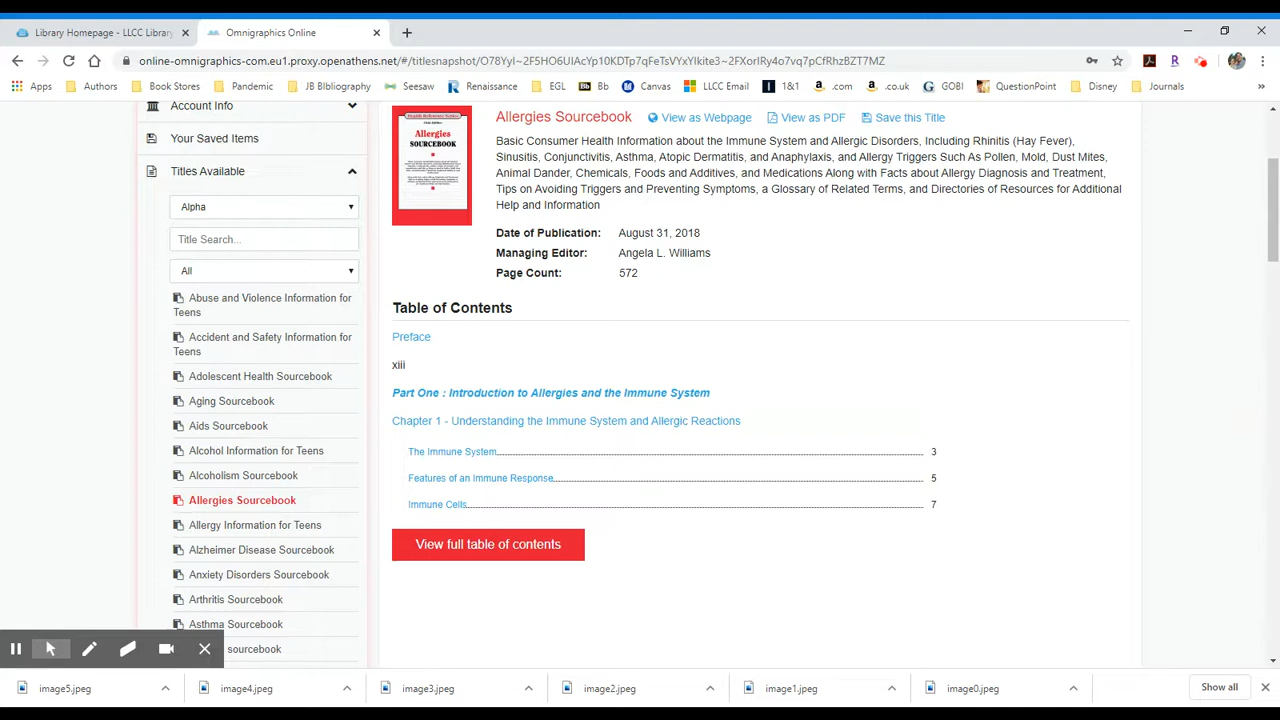 Library Homepage - LLCC Library
Omnigraphics Online
online-omnigraphics-com.eu1.proxy.openathens.net/#/titlesnapshot/
Apps Authors Book Stores Pandemic JB BIbliography Seesaw Renaissance EGL Bb Canvas LLCC Email 1&1 .com .co.uk GOBI QuestionPoint Disney Journals »
Account Info
Your Saved Items
Titles Available
Alpha
Title Search...
All
Abuse and Violence Information for
Teens
Accident and Safety Information for
Teens
Adolescent Health Sourcebook
Aging Sourcebook
Aids Sourcebook
Alcohol Information for Teens
Alcoholism Sourcebook
Allergies Sourcebook
Allergy Information for Teens
Alzheimer Disease Sourcebook
Anxiety Disorders Sourcebook
Arthritis Sourcebook
Asthma Sourcebook
sourcebook
Health Reference Series
Allergies
SOURCEBOOK
Allergies Sourcebook View as Webpage View as PDF Save this Title
Basic Consumer Health Information about the Immune System and Allergic Disorders, Including Rhinitis (Hay Fever),
Sinusitis, Conjunctivitis, Asthma, Atopic Dermatitis, and Anaphylaxis, and Allergy Triggers Such As Pollen, Mold, Dust Mites,
Animal Dander, Chemicals, Foods and Additives, and Medications Along with Facts about Allergy Diagnosis and Treatment,
Tips on Avoiding Triggers and Preventing Symptoms, a Glossary of Related Terms, and Directories of Resources for Additional
Help and Information
Date of Publication: August 31, 2018
Managing Editor: Angela L. Williams
Page Count: 572
Table of Contents
Preface
xiii
Part One : Introduction to Allergies and the Immune System
Chapter 1 - Understanding the Immune System and Allergic Reactions
The Immune System 3
Features of an Immune Response 5
Immune Cells 7
View full table of contents
image5.jpeg image4.jpeg image3.jpeg image2.jpeg image1.jpeg image0.jpeg Show all